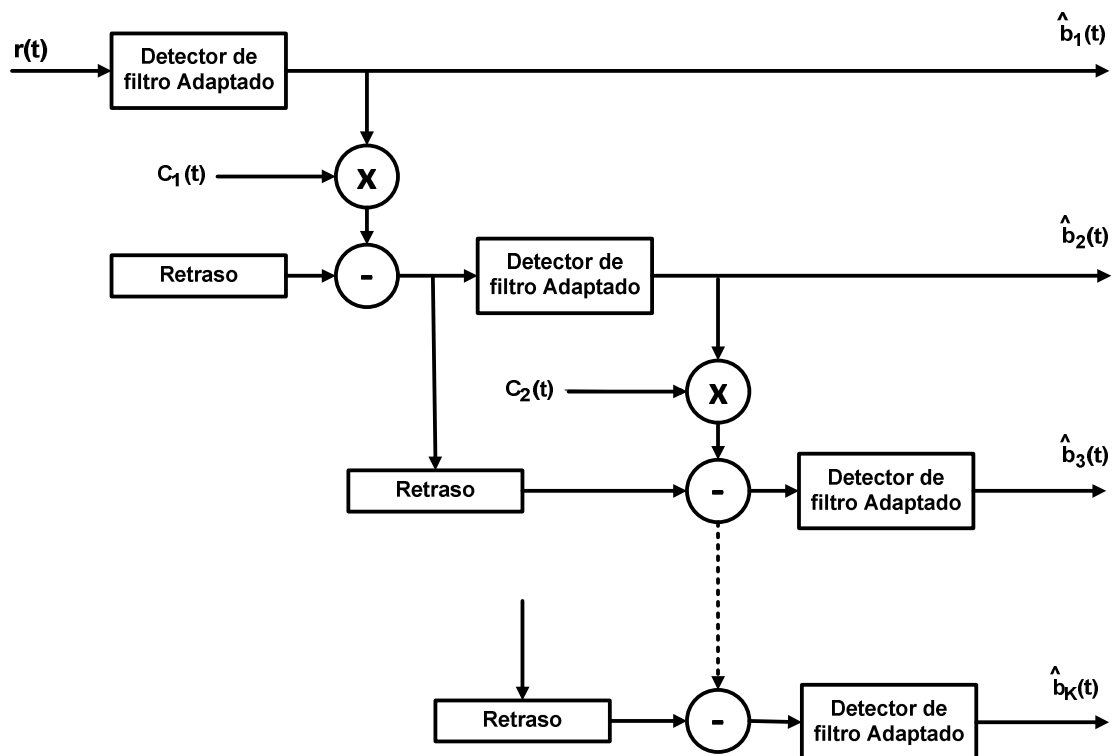 r(t)
Detector de
filtro Adaptado
b̂₁(t)
C₁(t)
X
Retraso
-
Detector de
filtro Adaptado
b̂₂(t)
C₂(t)
X
Retraso
-
Detector de
filtro Adaptado
b̂₃(t)
Retraso
-
Detector de
filtro Adaptado
b̂_K(t)